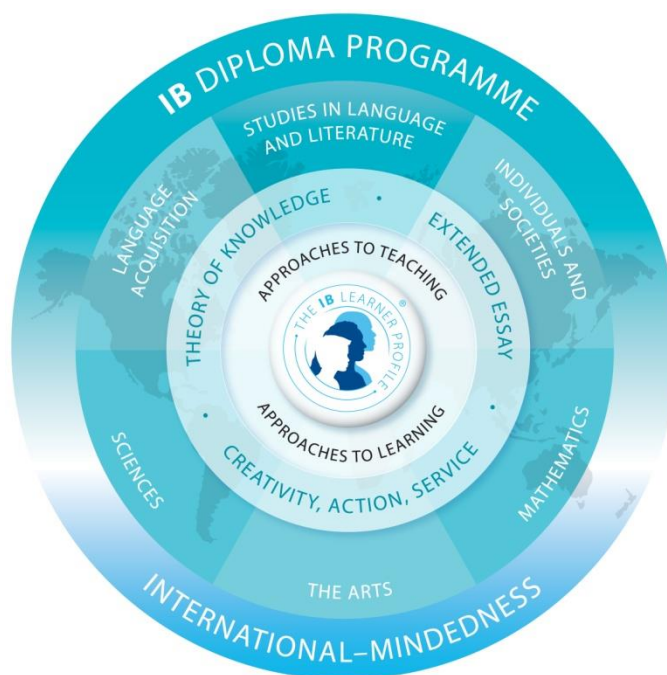 IB DIPLOMA PROGRAMME
STUDIES IN LANGUAGE
AND LITERATURE
LANGUAGE
ACQUISITION
INDIVIDUALS AND
SOCIETIES
THEORY OF KNOWLEDGE
•
EXTENDED ESSAY
APPROACHES TO TEACHING
• THE IB LEARNER PROFILE •
®
APPROACHES TO LEARNING
•
CREATIVITY, ACTION, SERVICE
•
SCIENCES
MATHEMATICS
THE ARTS
INTERNATIONAL–MINDEDNESS